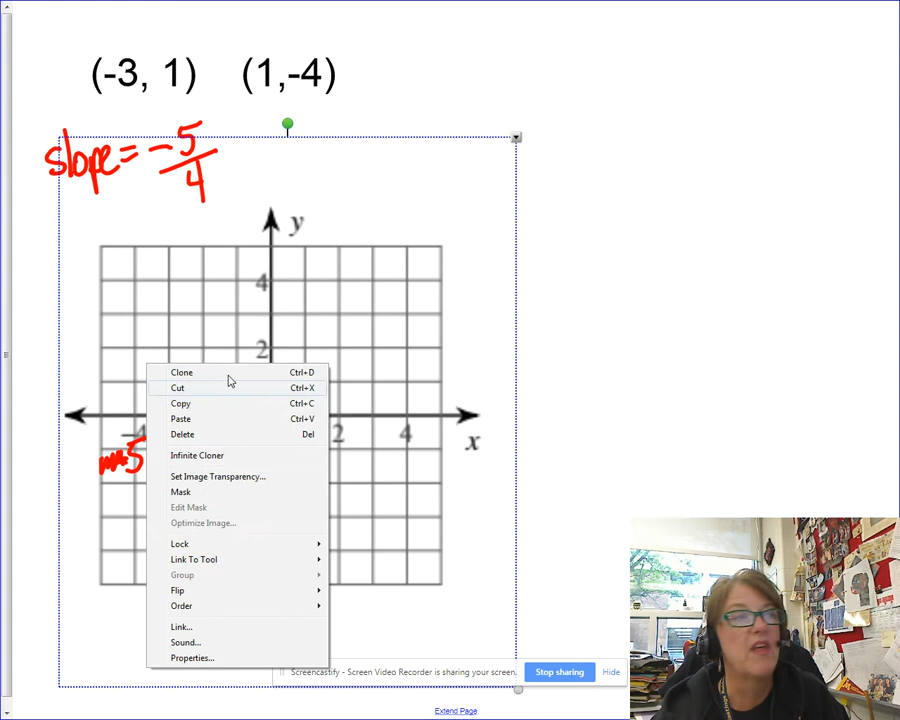 (-3, 1) (1,-4)
slope = -5/4
y
4
2
-4 2 4
x
5
Clone Ctrl+D
Cut Ctrl+X
Copy Ctrl+C
Paste Ctrl+V
Delete Del
Infinite Cloner
Set Image Transparency...
Mask
Edit Mask
Optimize Image...
Lock
Link To Tool
Group
Flip
Order
Link...
Sound...
Properties...
Screencastify - Screen Video Recorder is sharing your screen. Stop sharing Hide
Extend Page